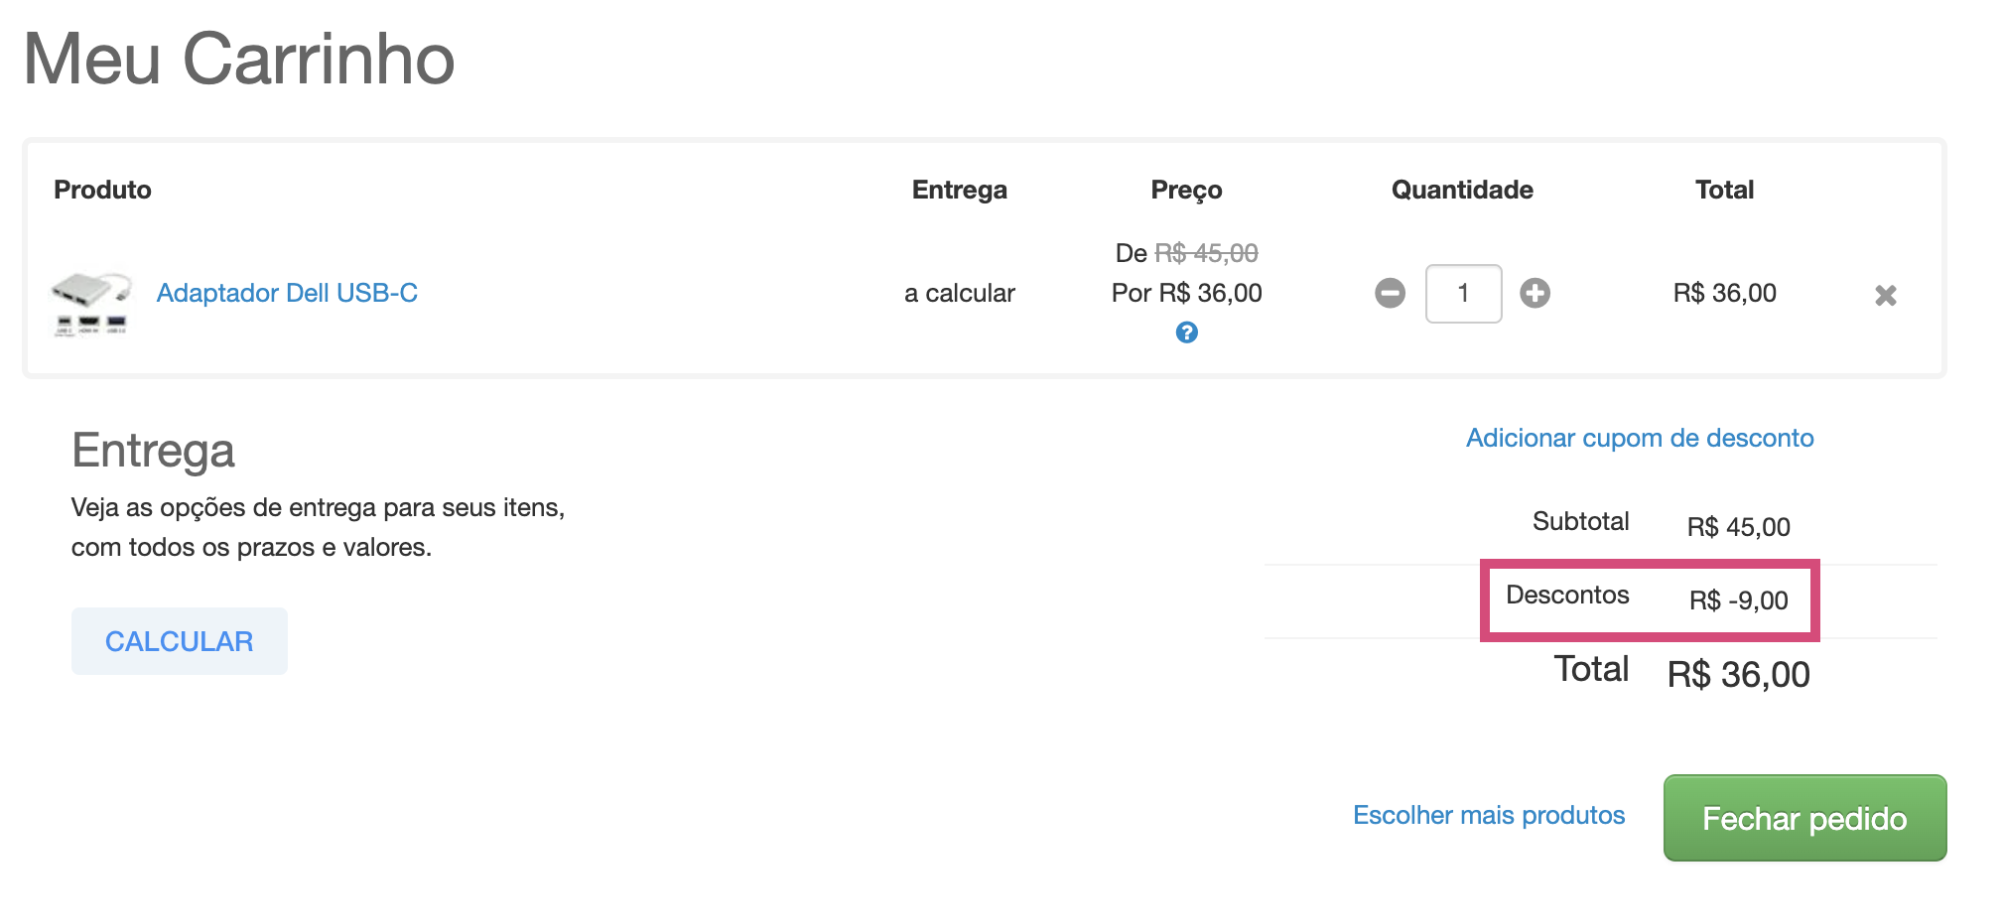 Meu Carrinho
Produto Entrega Preço Quantidade Total
De R$ 45,00
Adaptador Dell USB-C a calcular Por R$ 36,00 1 R$ 36,00
?
Entrega
Veja as opções de entrega para seus itens,
com todos os prazos e valores.
CALCULAR
Adicionar cupom de desconto
Subtotal R$ 45,00
Descontos R$ -9,00
Total R$ 36,00
Escolher mais produtos Fechar pedido